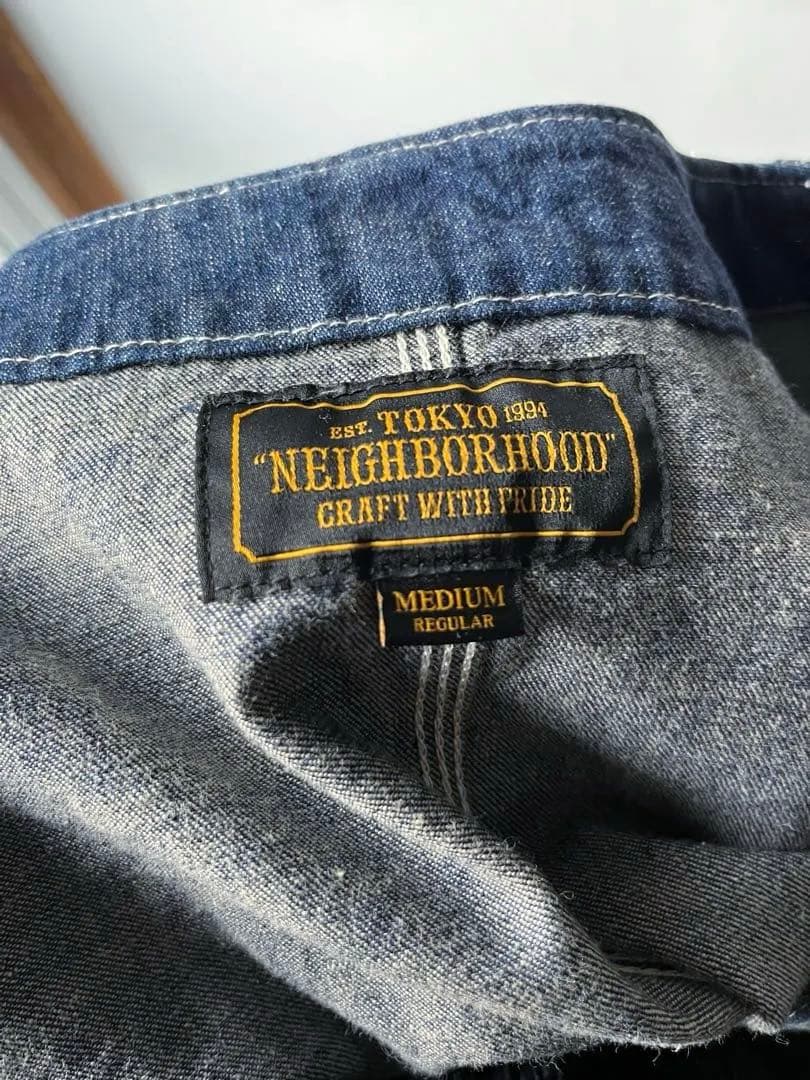 EST. TOKYO 1994
"NEIGHBORHOOD"
CRAFT WITH PRIDE
MEDIUM
REGULAR